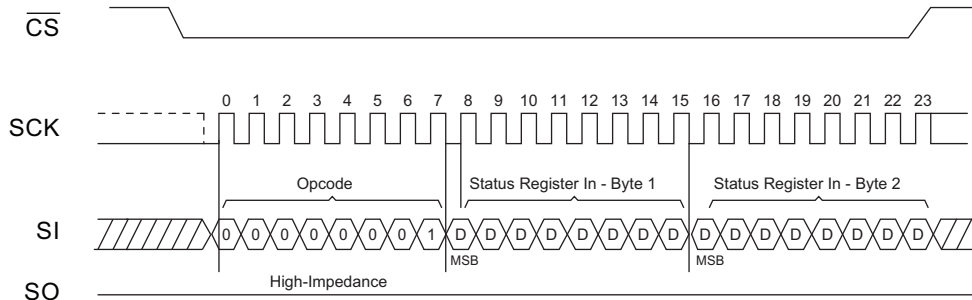 CS
0 1 2 3 4 5 6 7 8 9 10 11 12 13 14 15 16 17 18 19 20 21 22 23
SCK
Opcode Status Register In - Byte 1 Status Register In - Byte 2
SI 0 0 0 0 0 0 0 1 D D D D D D D D D D D D D D D D
MSB MSB
High-Impedance
SO